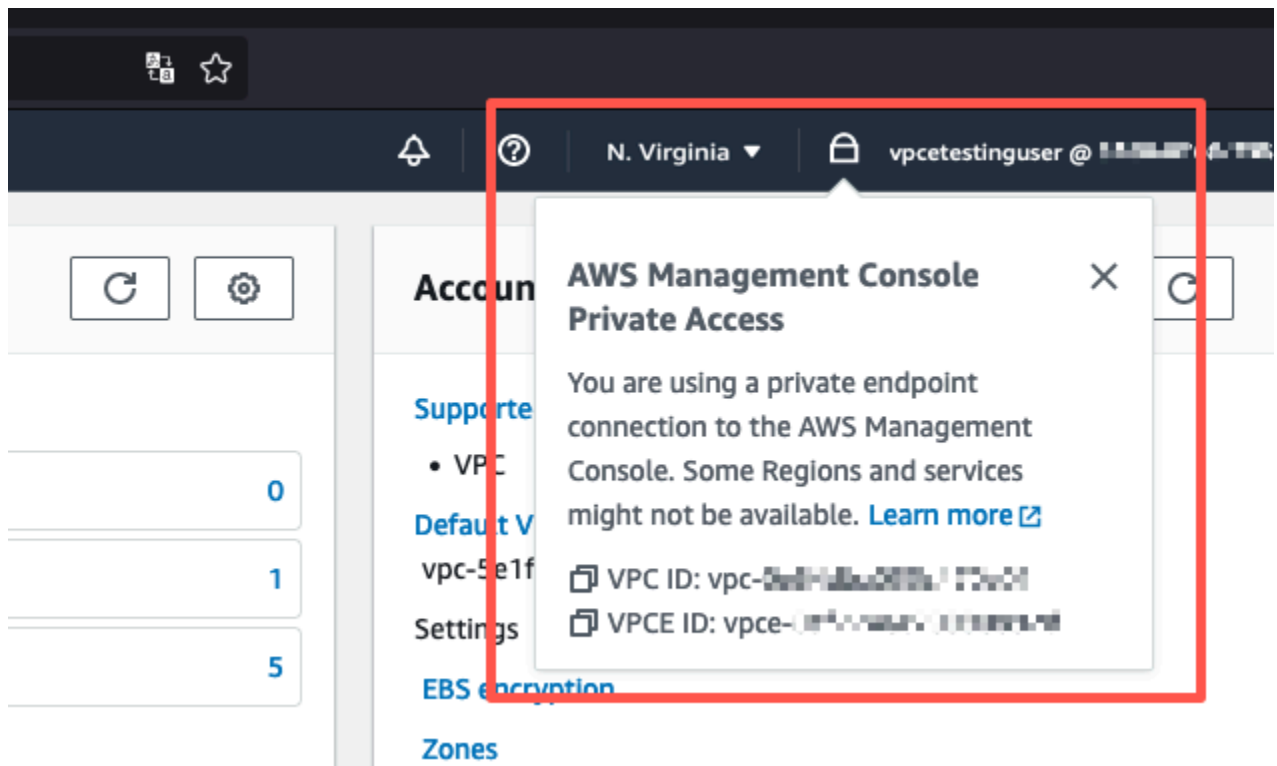 N. Virginia
vpcetestinguser @
AWS Management Console
Private Access
You are using a private endpoint
connection to the AWS Management
Console. Some Regions and services
might not be available. Learn more
VPC ID: vpc-
VPCE ID: vpce-
0
1
5
Accoun
Supporte
• VPC
Default V
vpc-5e1f
Settings
EBS encryption
Zones